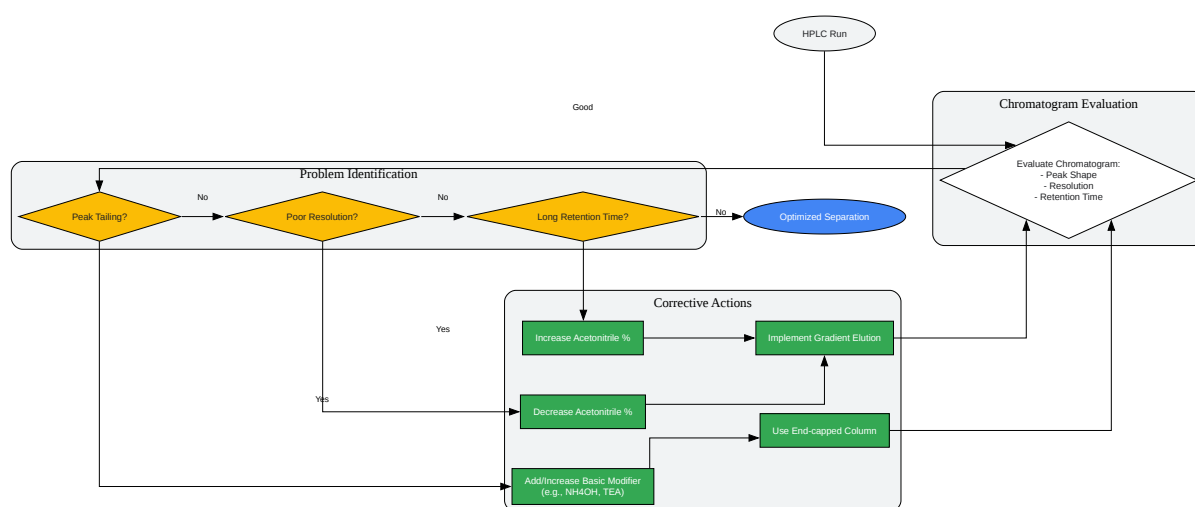 HPLC Run
Good
Chromatogram Evaluation
Evaluate Chromatogram:
- Peak Shape
- Resolution
- Retention Time
Problem Identification
Peak Tailing?
No
Poor Resolution?
No
Long Retention Time?
No
Optimized Separation
Corrective Actions
Yes
Increase Acetonitrile %
Implement Gradient Elution
Yes
Decrease Acetonitrile %
Use End-capped Column
Add/Increase Basic Modifier
(e.g., NH4OH, TEA)